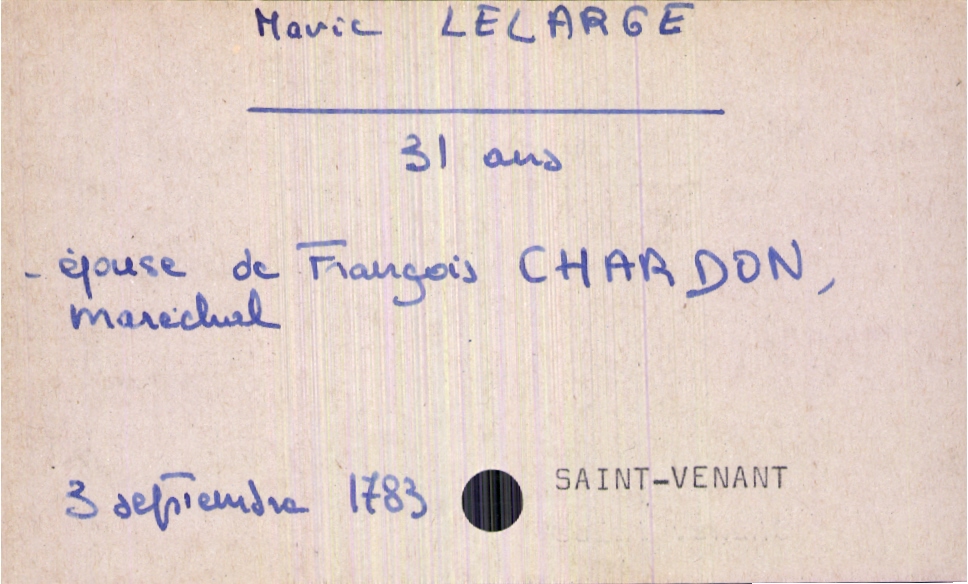 Marie LELARGE
31 ans
- épouse de François CHARDON,
maréchal
3 septembre 1783
SAINT-VENANT